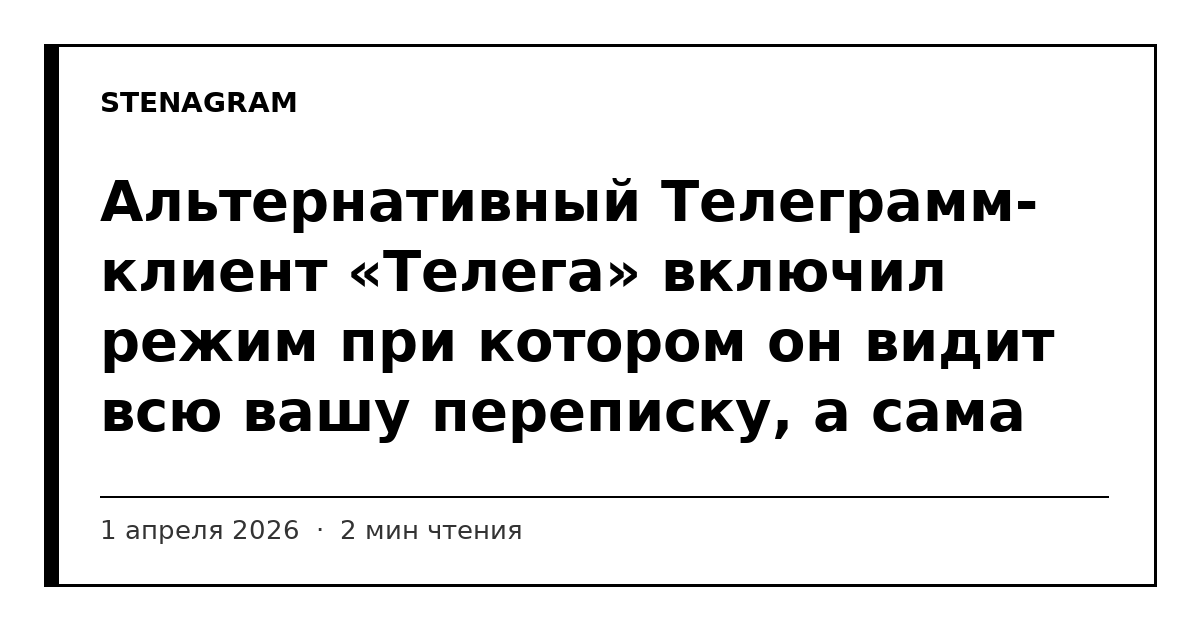 STENAGRAM
Альтернативный Телеграмм-
клиент «Телега» включил
режим при котором он видит
всю вашу переписку, а сама
1 апреля 2026 · 2 мин чтения